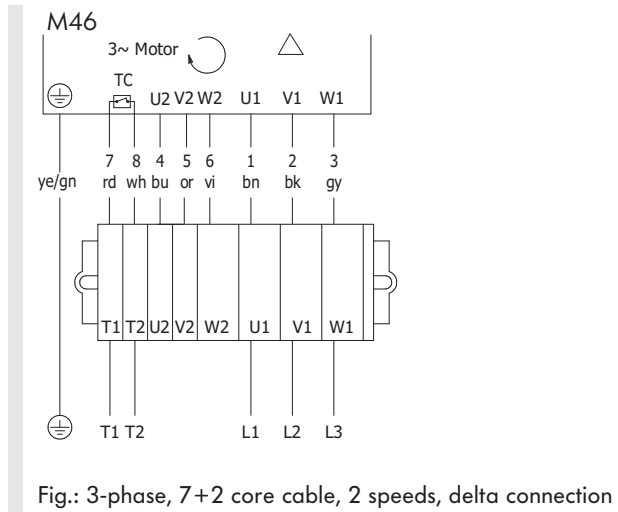 M46
3~ Motor
TC
U2 V2 W2 U1 V1 W1
7 8 4 5 6 1 2 3
ye/gn rd wh bu or vi bn bk gy
T1 T2 U2 V2 W2 U1 V1 W1
T1 T2 L1 L2 L3
Fig.: 3-phase, 7+2 core cable, 2 speeds, delta connection